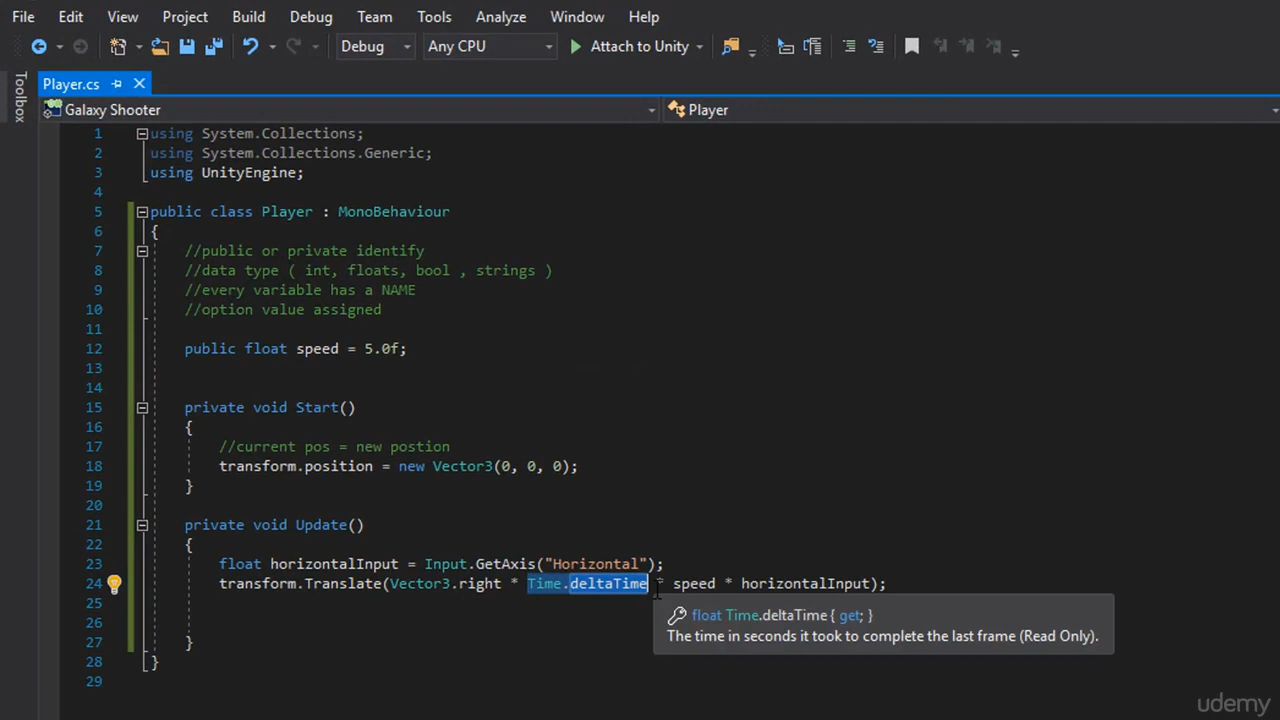 File Edit View Project Build Debug Team Tools Analyze Window Help
Debug Any CPU Attach to Unity
Toolbox
Player.cs
Galaxy Shooter Player
1 using System.Collections;
2 using System.Collections.Generic;
3 using UnityEngine;
4
5 public class Player : MonoBehaviour
6 {
7 //public or private identify
8 //data type ( int, floats, bool , strings )
9 //every variable has a NAME
10 //option value assigned
11
12 public float speed = 5.0f;
13
14
15 private void Start()
16 {
17 //current pos = new postion
18 transform.position = new Vector3(0, 0, 0);
19 }
20
21 private void Update()
22 {
23 float horizontalInput = Input.GetAxis("Horizontal");
24 transform.Translate(Vector3.right * Time.deltaTime * speed * horizontalInput);
25
float Time.deltaTime { get; }
26
The time in seconds it took to complete the last frame (Read Only).
27 }
28 }
29
udemy